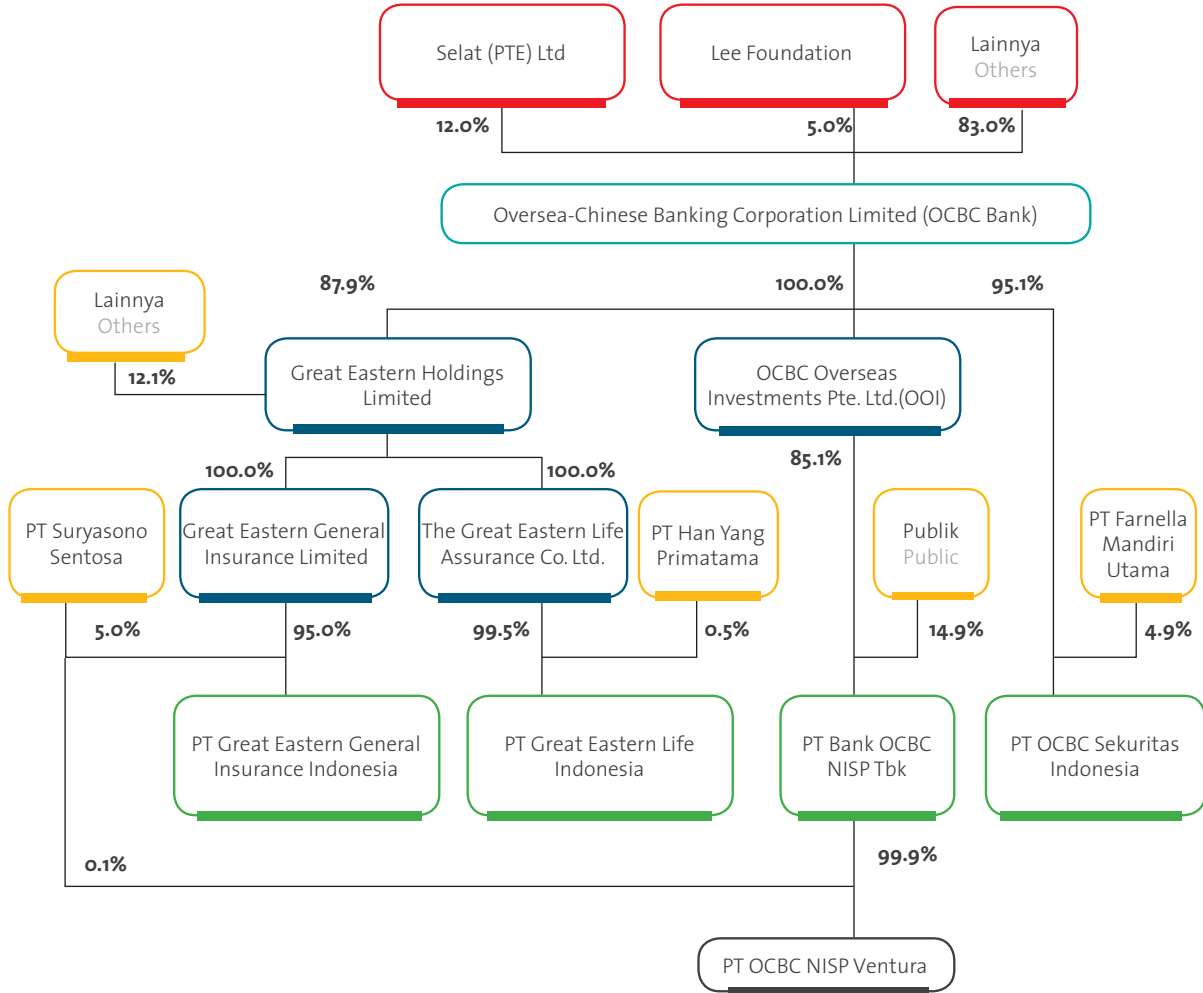 Selat (PTE) Ltd
Lee Foundation
Lainnya
Others
12.0%
5.0%
83.0%
Oversea-Chinese Banking Corporation Limited (OCBC Bank)
87.9%
100.0%
95.1%
Lainnya
Others
12.1%
Great Eastern Holdings
Limited
OCBC Overseas
Investments Pte. Ltd.(OOI)
100.0%
100.0%
85.1%
PT Suryasono
Sentosa
Great Eastern General
Insurance Limited
The Great Eastern Life
Assurance Co. Ltd.
PT Han Yang
Primatama
Publik
Public
PT Farnella
Mandiri
Utama
5.0%
95.0%
99.5%
0.5%
14.9%
4.9%
PT Great Eastern General
Insurance Indonesia
PT Great Eastern Life
Indonesia
PT Bank OCBC
NISP Tbk
PT OCBC Sekuritas
Indonesia
0.1%
99.9%
PT OCBC NISP Ventura